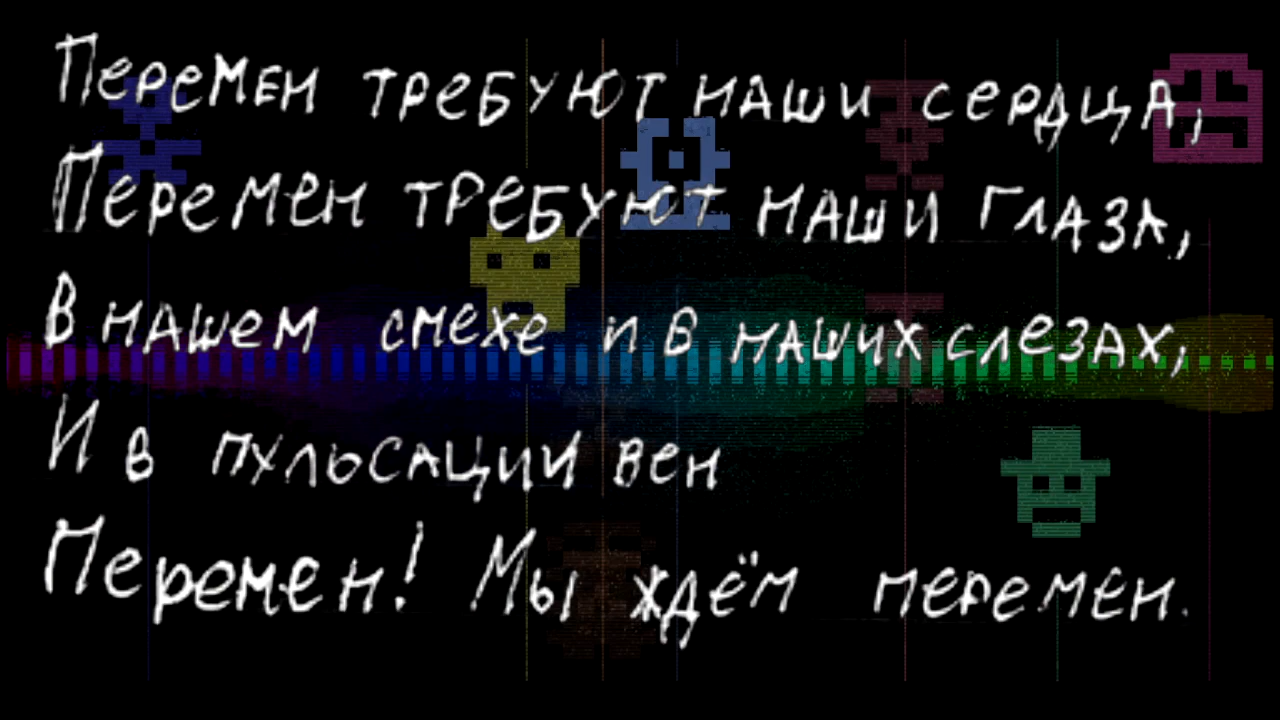 Перемен требуют наши сердца,
Перемен требуют наши глаза,
В нашем смехе и в наших слезах,
И в пульсации вен
Перемен! Мы ждём перемен.